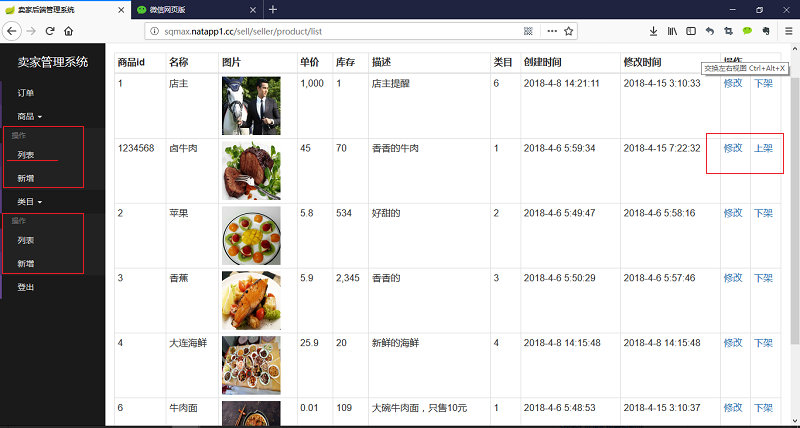 卖家后端管理系统 微信网页版
sqmax.natapp1.cc/sell/seller/product/list
卖家管理系统
订单
商品
操作
列表
新增
类目
操作
列表
新增
登出
商品id 名称 图片 单价 库存 描述 类目 创建时间 修改时间 操作
交换左右视图 Ctrl+Alt+X
1 店主 1,000 1 店主提醒 6 2018-4-8 14:21:11 2018-4-15 3:10:33 修改 下架
1234568 卤牛肉 45 70 香香的牛肉 1 2018-4-6 5:59:34 2018-4-15 7:22:32 修改 上架
2 苹果 5.8 534 好甜的 2 2018-4-6 5:49:47 2018-4-6 5:58:16 修改 下架
3 香蕉 5.9 2,345 香香的 3 2018-4-6 5:50:29 2018-4-6 5:57:46 修改 下架
4 大连海鲜 25.9 20 新鲜的海鲜 4 2018-4-8 14:15:48 2018-4-8 14:15:48 修改 下架
6 牛肉面 0.01 109 大碗牛肉面，只售10元 1 2018-4-6 5:48:53 2018-4-15 3:10:37 修改 下架